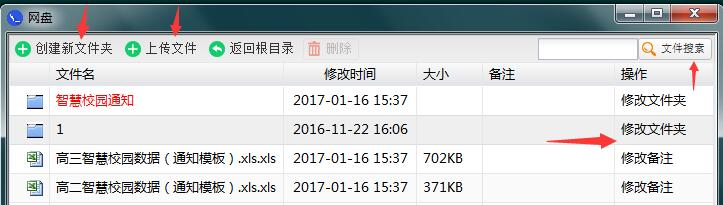 网盘
创建新文件夹 上传文件 返回根目录 删除 文件搜索
文件名 修改时间 大小 备注 操作
智慧校园通知 2017-01-16 15:37 修改文件夹
1 2016-11-22 16:06 修改文件夹
高三智慧校园数据（通知模板）.xls.xls 2017-01-16 15:37 702KB 修改备注
高二智慧校园数据（通知模板）.xls.xls 2017-01-16 15:37 371KB 修改备注